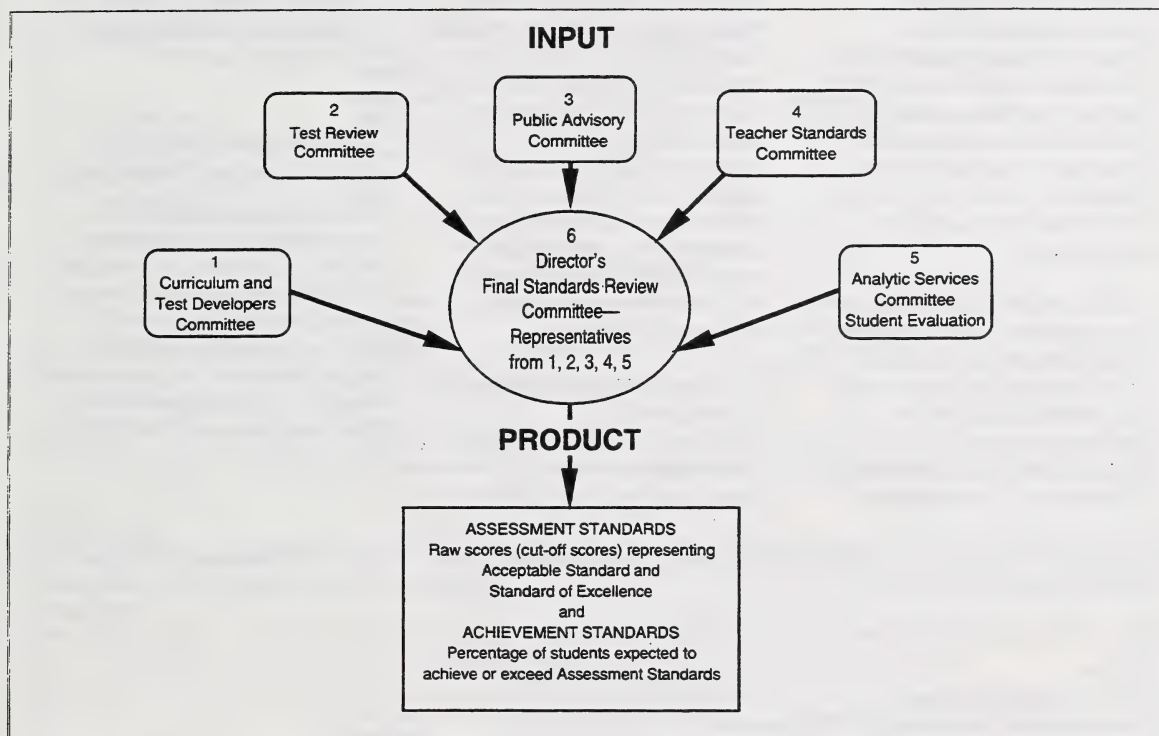 INPUT
1
Curriculum and
Test Developers
Committee
2
Test Review
Committee
3
Public Advisory
Committee
4
Teacher Standards
Committee
5
Analytic Services
Committee
Student Evaluation
6
Director's
Final Standards Review
Committee—
Representatives
from 1, 2, 3, 4, 5
PRODUCT
ASSESSMENT STANDARDS
Raw scores (cut-off scores) representing
Acceptable Standard and
Standard of Excellence
and
ACHIEVEMENT STANDARDS
Percentage of students expected to
achieve or exceed Assessment Standards